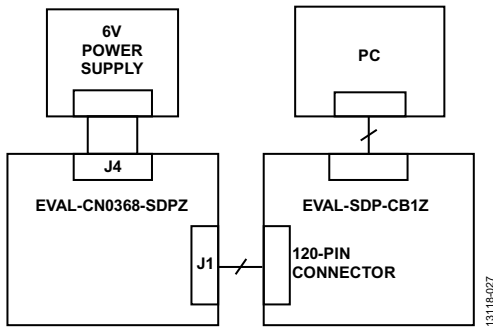 6V
POWER
SUPPLY
PC
J4
EVAL-CN0368-SDPZ
EVAL-SDP-CB1Z
J1
120-PIN
CONNECTOR
13118-027